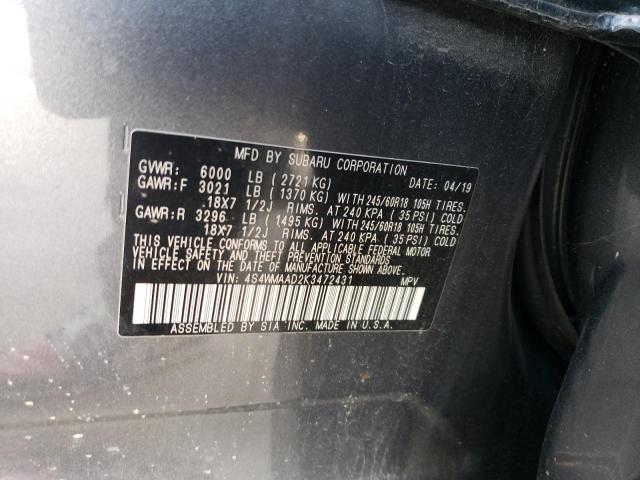 MFD BY SUBARU CORPORATION
GVWR: 6000 LB (2721 KG) DATE: 04/19
GAWR:F 3021 LB (1370 KG) WITH 245/60R18 105H TIRES.
18X7 1/2J RIMS. AT 240 KPA (35 PSI) COLD
GAWR:R 3296 LB (1495 KG) WITH 245/60R18 105H TIRES.
18X7 1/2J RIMS. AT 240 KPA (35 PSI) COLD
THIS VEHICLE CONFORMS TO ALL APPLICABLE FEDERAL MOTOR
VEHICLE SAFETY AND BUMPER STANDARDS IN EFFECT ON THE
DATE OF MANUFACTURE SHOWN ABOVE.
VIN: 4S4WMAAD2K3472431 MPV
ASSEMBLED BY SIA INC. MADE IN U.S.A.